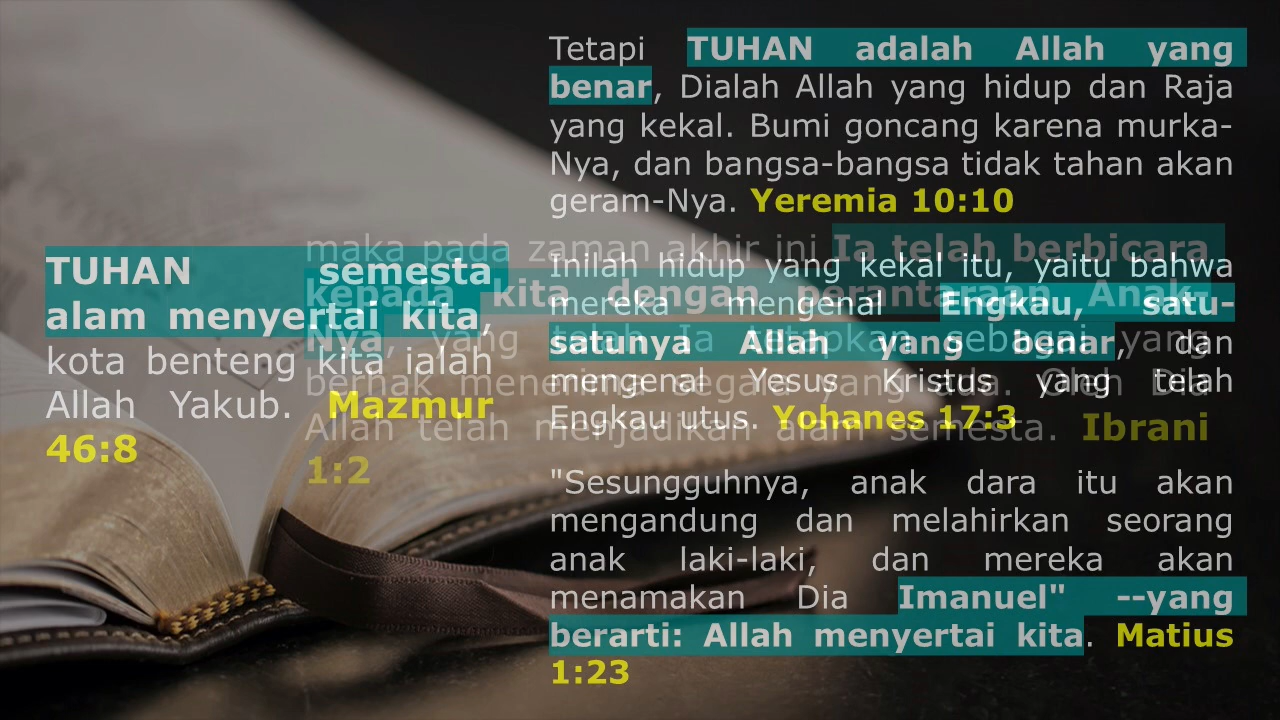 TUHAN semesta
alam menyertai kita,
kota benteng kita ialah
Allah Yakub. Mazmur
46:8
Tetapi TUHAN adalah Allah yang
benar, Dialah Allah yang hidup dan Raja
yang kekal. Bumi goncang karena murka-
Nya, dan bangsa-bangsa tidak tahan akan
geram-Nya. Yeremia 10:10
maka pada zaman akhir ini Ia telah berbicara
kepada kita dengan perantaraan Anak-
Nya, yang telah Ia tetapkan sebagai yang
berhak menerima segala yang ada. Oleh Dia
Allah telah menjadikan alam semesta. Ibrani
1:2
Inilah hidup yang kekal itu, yaitu bahwa
mereka mengenal Engkau, satu-
satunya Allah yang benar, dan
mengenal Yesus Kristus yang telah
Engkau utus. Yohanes 17:3
"Sesungguhnya, anak dara itu akan
mengandung dan melahirkan seorang
anak laki-laki, dan mereka akan
menamakan Dia Imanuel" --yang
berarti: Allah menyertai kita. Matius
1:23